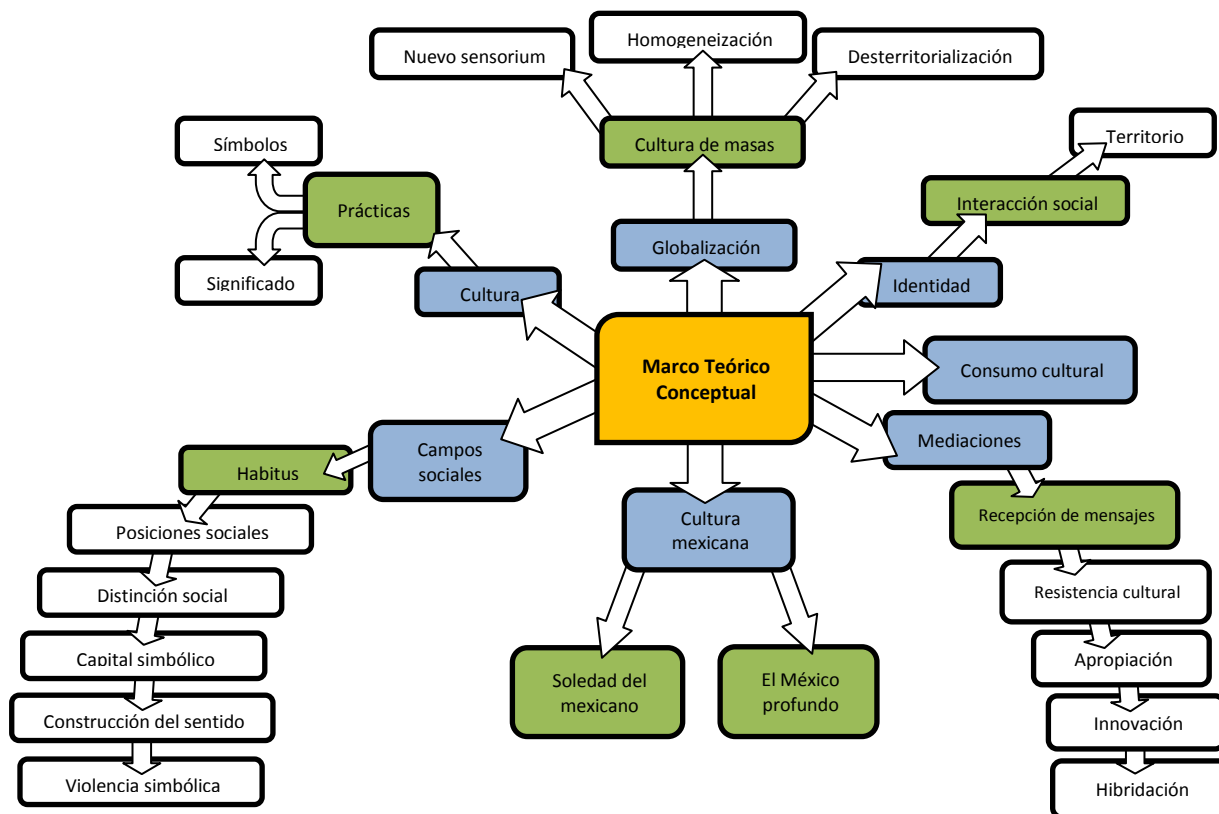 Homogeneización
Nuevo sensorium
Desterritorialización
Cultura de masas
Símbolos
Territorio
Prácticas
Interacción social
Globalización
Significado
Cultura
Identidad
Marco Teórico
Conceptual
Consumo cultural
Campos
sociales
Mediaciones
Habitus
Cultura
mexicana
Recepción de mensajes
Posiciones sociales
Distinción social
Resistencia cultural
Capital simbólico
Apropiación
Soledad del
mexicano
El México
profundo
Construcción del sentido
Innovación
Violencia simbólica
Hibridación